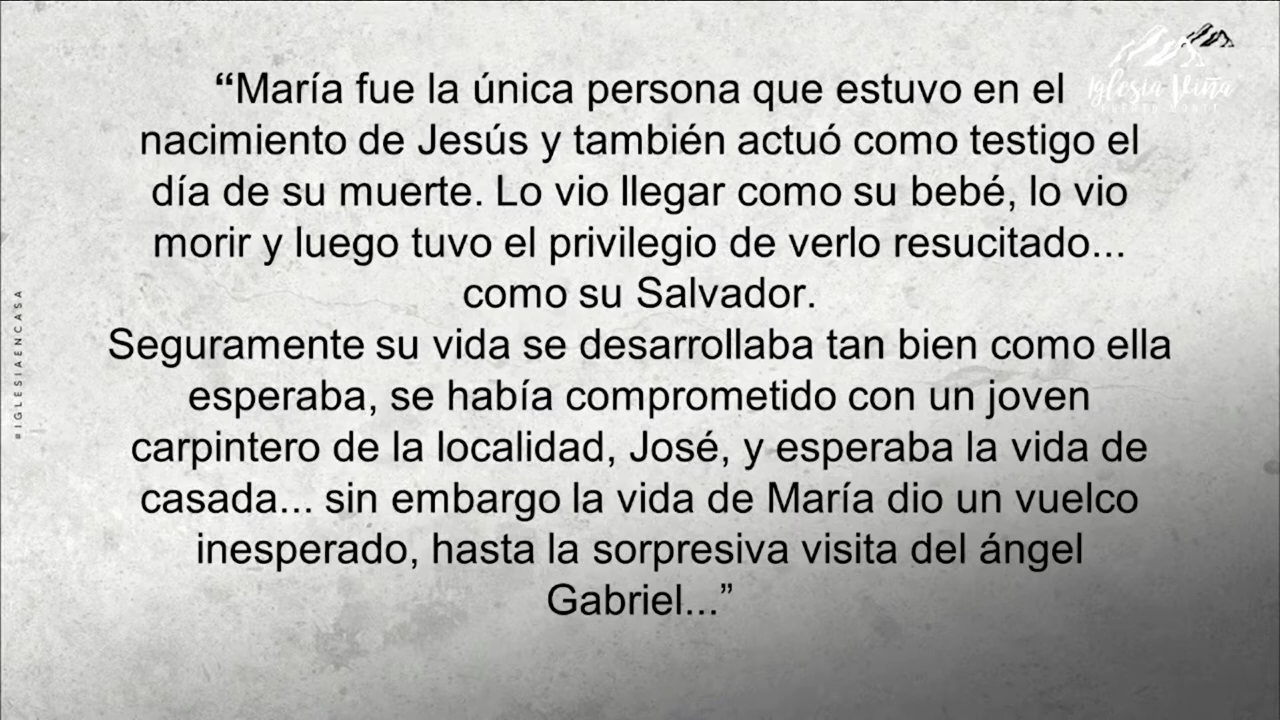 Iglesia Viña
“María fue la única persona que estuvo en el
nacimiento de Jesús y también actuó como testigo el
día de su muerte. Lo vio llegar como su bebé, lo vio
morir y luego tuvo el privilegio de verlo resucitado...
como su Salvador.
Seguramente su vida se desarrollaba tan bien como ella
esperaba, se había comprometido con un joven
carpintero de la localidad, José, y esperaba la vida de
casada... sin embargo la vida de María dio un vuelco
inesperado, hasta la sorpresiva visita del ángel
Gabriel...”
#IGLESIAENCASA